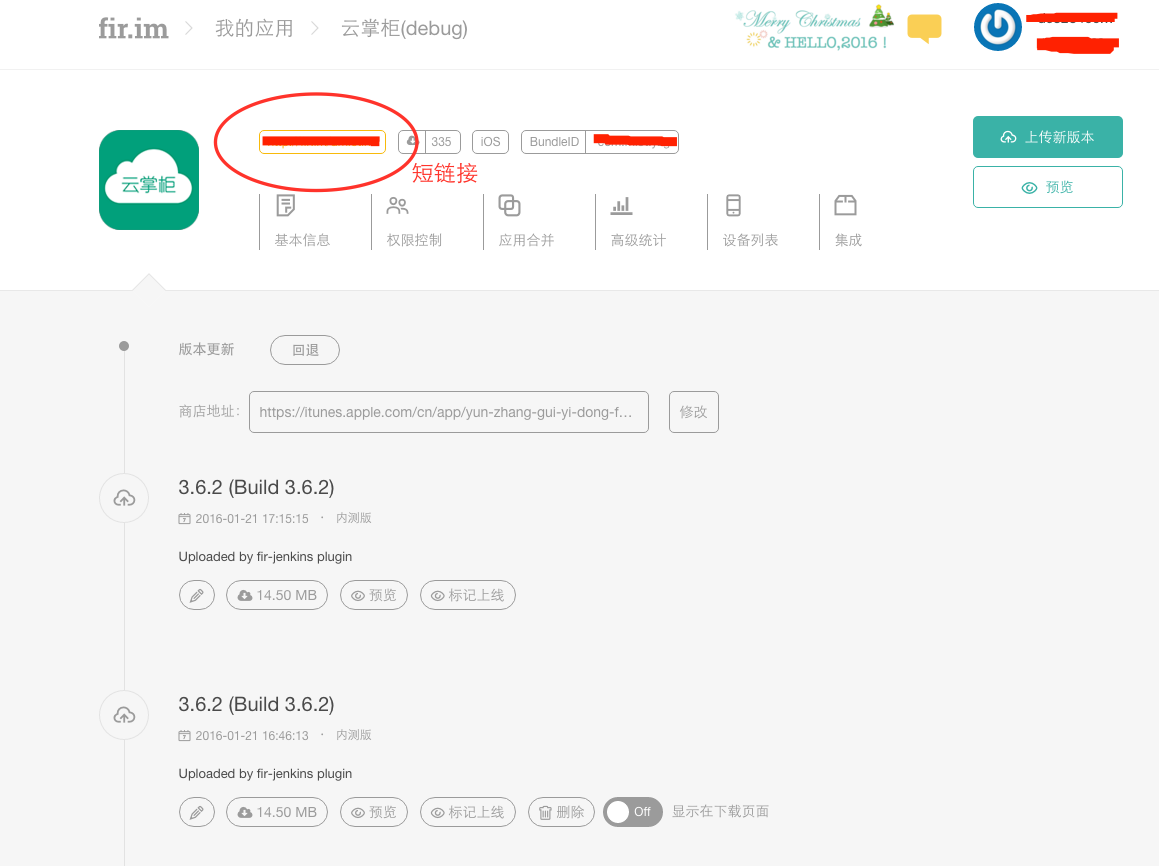 fir.im 我的应用 云掌柜(debug)
Merry Christmas
& HELLO,2016 !
云掌柜
335 iOS BundleID
上传新版本
短链接
预览
基本信息 权限控制 应用合并 高级统计 设备列表 集成
版本更新 回退
商店地址: https://itunes.apple.com/cn/app/yun-zhang-gui-yi-dong-f... 修改
3.6.2 (Build 3.6.2)
2016-01-21 17:15:15 · 内测版
Uploaded by fir-jenkins plugin
14.50 MB 预览 标记上线
3.6.2 (Build 3.6.2)
2016-01-21 16:46:13 · 内测版
Uploaded by fir-jenkins plugin
14.50 MB 预览 标记上线 删除 Off 显示在下载页面